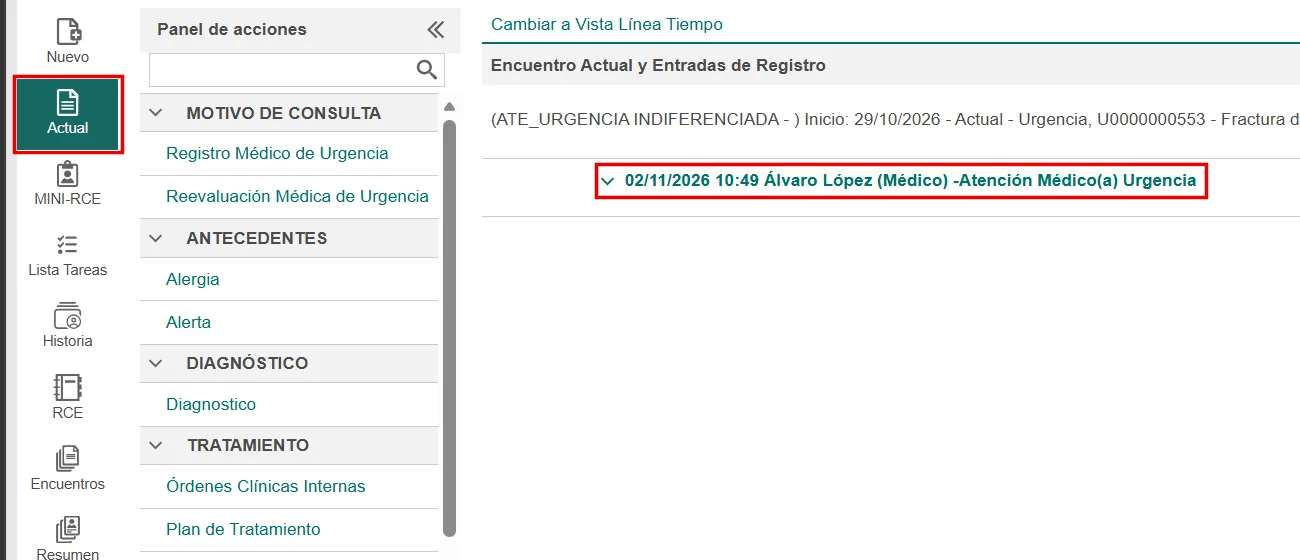 Nuevo
Actual
MINI-RCE
Lista Tareas
Historia
RCE
Encuentros
Resumen
Panel de acciones
MOTIVO DE CONSULTA
Registro Médico de Urgencia
Reevaluación Médica de Urgencia
ANTECEDENTES
Alergia
Alerta
DIAGNÓSTICO
Diagnostico
TRATAMIENTO
Órdenes Clínicas Internas
Plan de Tratamiento
Cambiar a Vista Línea Tiempo
Encuentro Actual y Entradas de Registro
(ATE_URGENCIA INDIFERENCIADA - ) Inicio: 29/10/2026 - Actual - Urgencia, U0000000553 - Fractura d
02/11/2026 10:49 Álvaro López (Médico) -Atención Médico(a) Urgencia